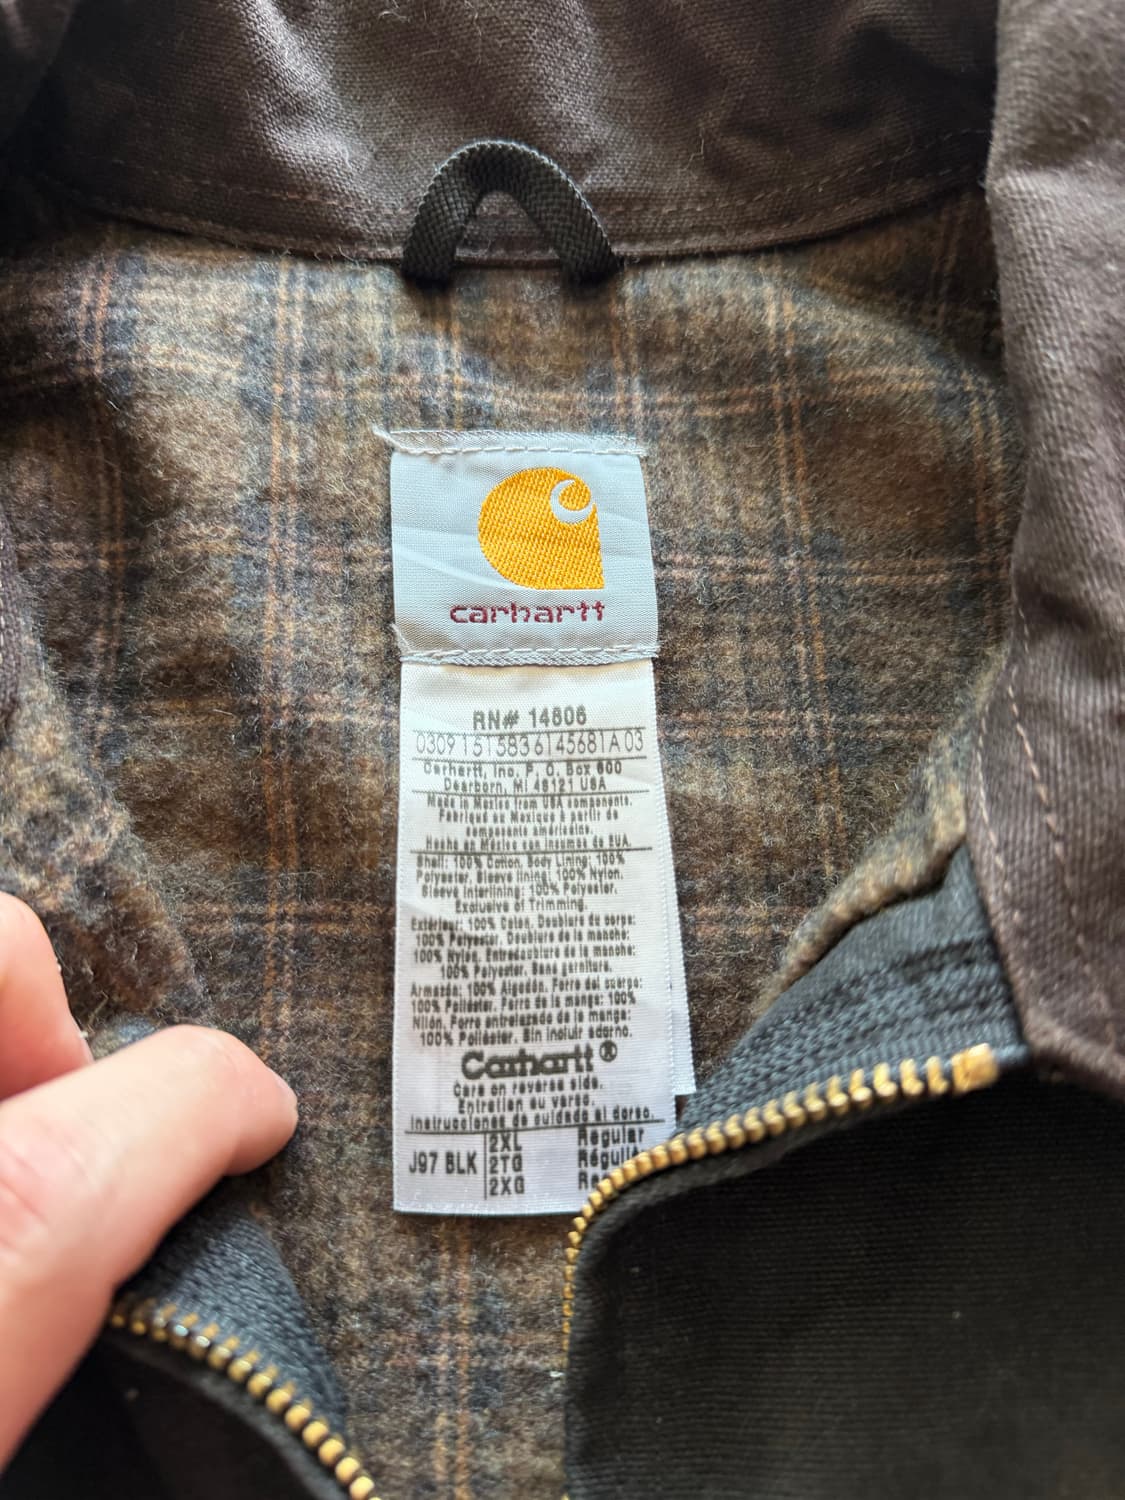 carhartt
RN# 14806
0309 151583614568 1A 03
Carhartt, Inc. P. O. Box 600
Dearborn, MI 48121 USA
Made in Mexico from USA components.
Fabriqué au Mexique à partir de
composants américains.
Hecho en México con insumos de EUA.
Shell: 100% Cotton. Body Lining: 100%
Polyester. Sleeve lining: 100% Nylon.
Sleeve Interlining: 100% Polyester.
Exclusive of Trimming.
Extérieur: 100% Coton. Doublure du corps:
100% Polyester. Doublure de la manche:
100% Nylon. Entredoublure de la manche:
100% Polyester. Sans garniture.
Armazón: 100% Algodón. Forro del cuerpo:
100% Poliéster. Forro de la manga: 100%
Nilón. Forro entrelazado de la manga:
100% Poliéster. Sin incluir adorno.
Carhartt®
Care on reverse side.
Entretien au verso.
Instrucciones de cuidado al dorso.
J97 BLK
2XL Regular
2TG
2XG